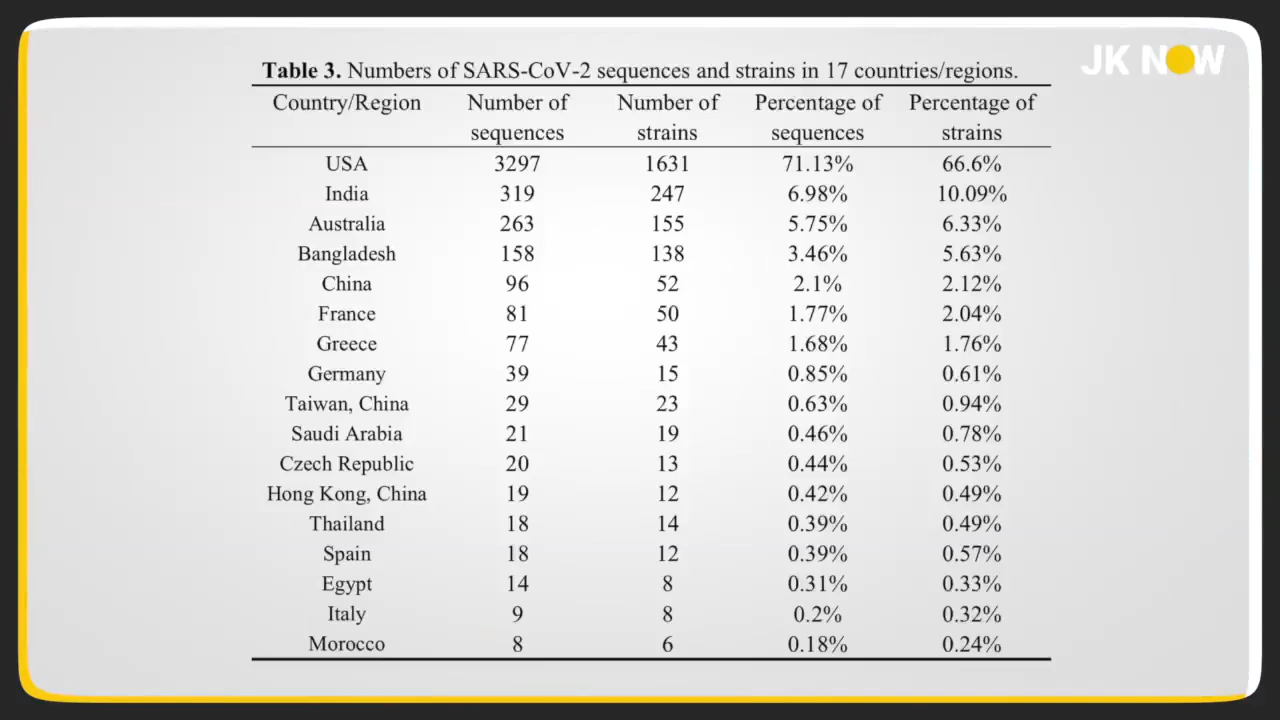 JK NOW
Table 3. Numbers of SARS-CoV-2 sequences and strains in 17 countries/regions.
Country/Region Number of sequences Number of strains Percentage of sequences Percentage of strains
USA 3297 1631 71.13% 66.6%
India 319 247 6.98% 10.09%
Australia 263 155 5.75% 6.33%
Bangladesh 158 138 3.46% 5.63%
China 96 52 2.1% 2.12%
France 81 50 1.77% 2.04%
Greece 77 43 1.68% 1.76%
Germany 39 15 0.85% 0.61%
Taiwan, China 29 23 0.63% 0.94%
Saudi Arabia 21 19 0.46% 0.78%
Czech Republic 20 13 0.44% 0.53%
Hong Kong, China 19 12 0.42% 0.49%
Thailand 18 14 0.39% 0.49%
Spain 18 12 0.39% 0.57%
Egypt 14 8 0.31% 0.33%
Italy 9 8 0.2% 0.32%
Morocco 8 6 0.18% 0.24%